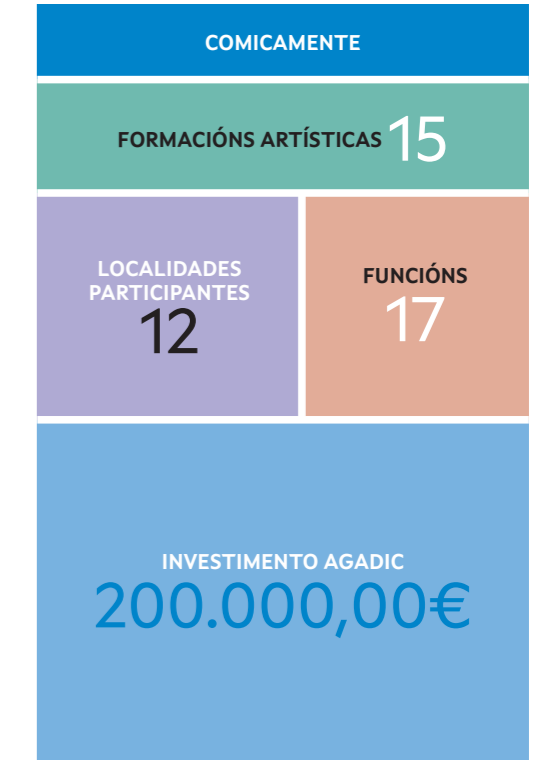 COMICAMENTE
FORMACIÓNS ARTÍSTICAS 15
LOCALIDADES
PARTICIPANTES
12
FUNCIÓNS
17
INVESTIMENTO AGADIC
200.000,00€